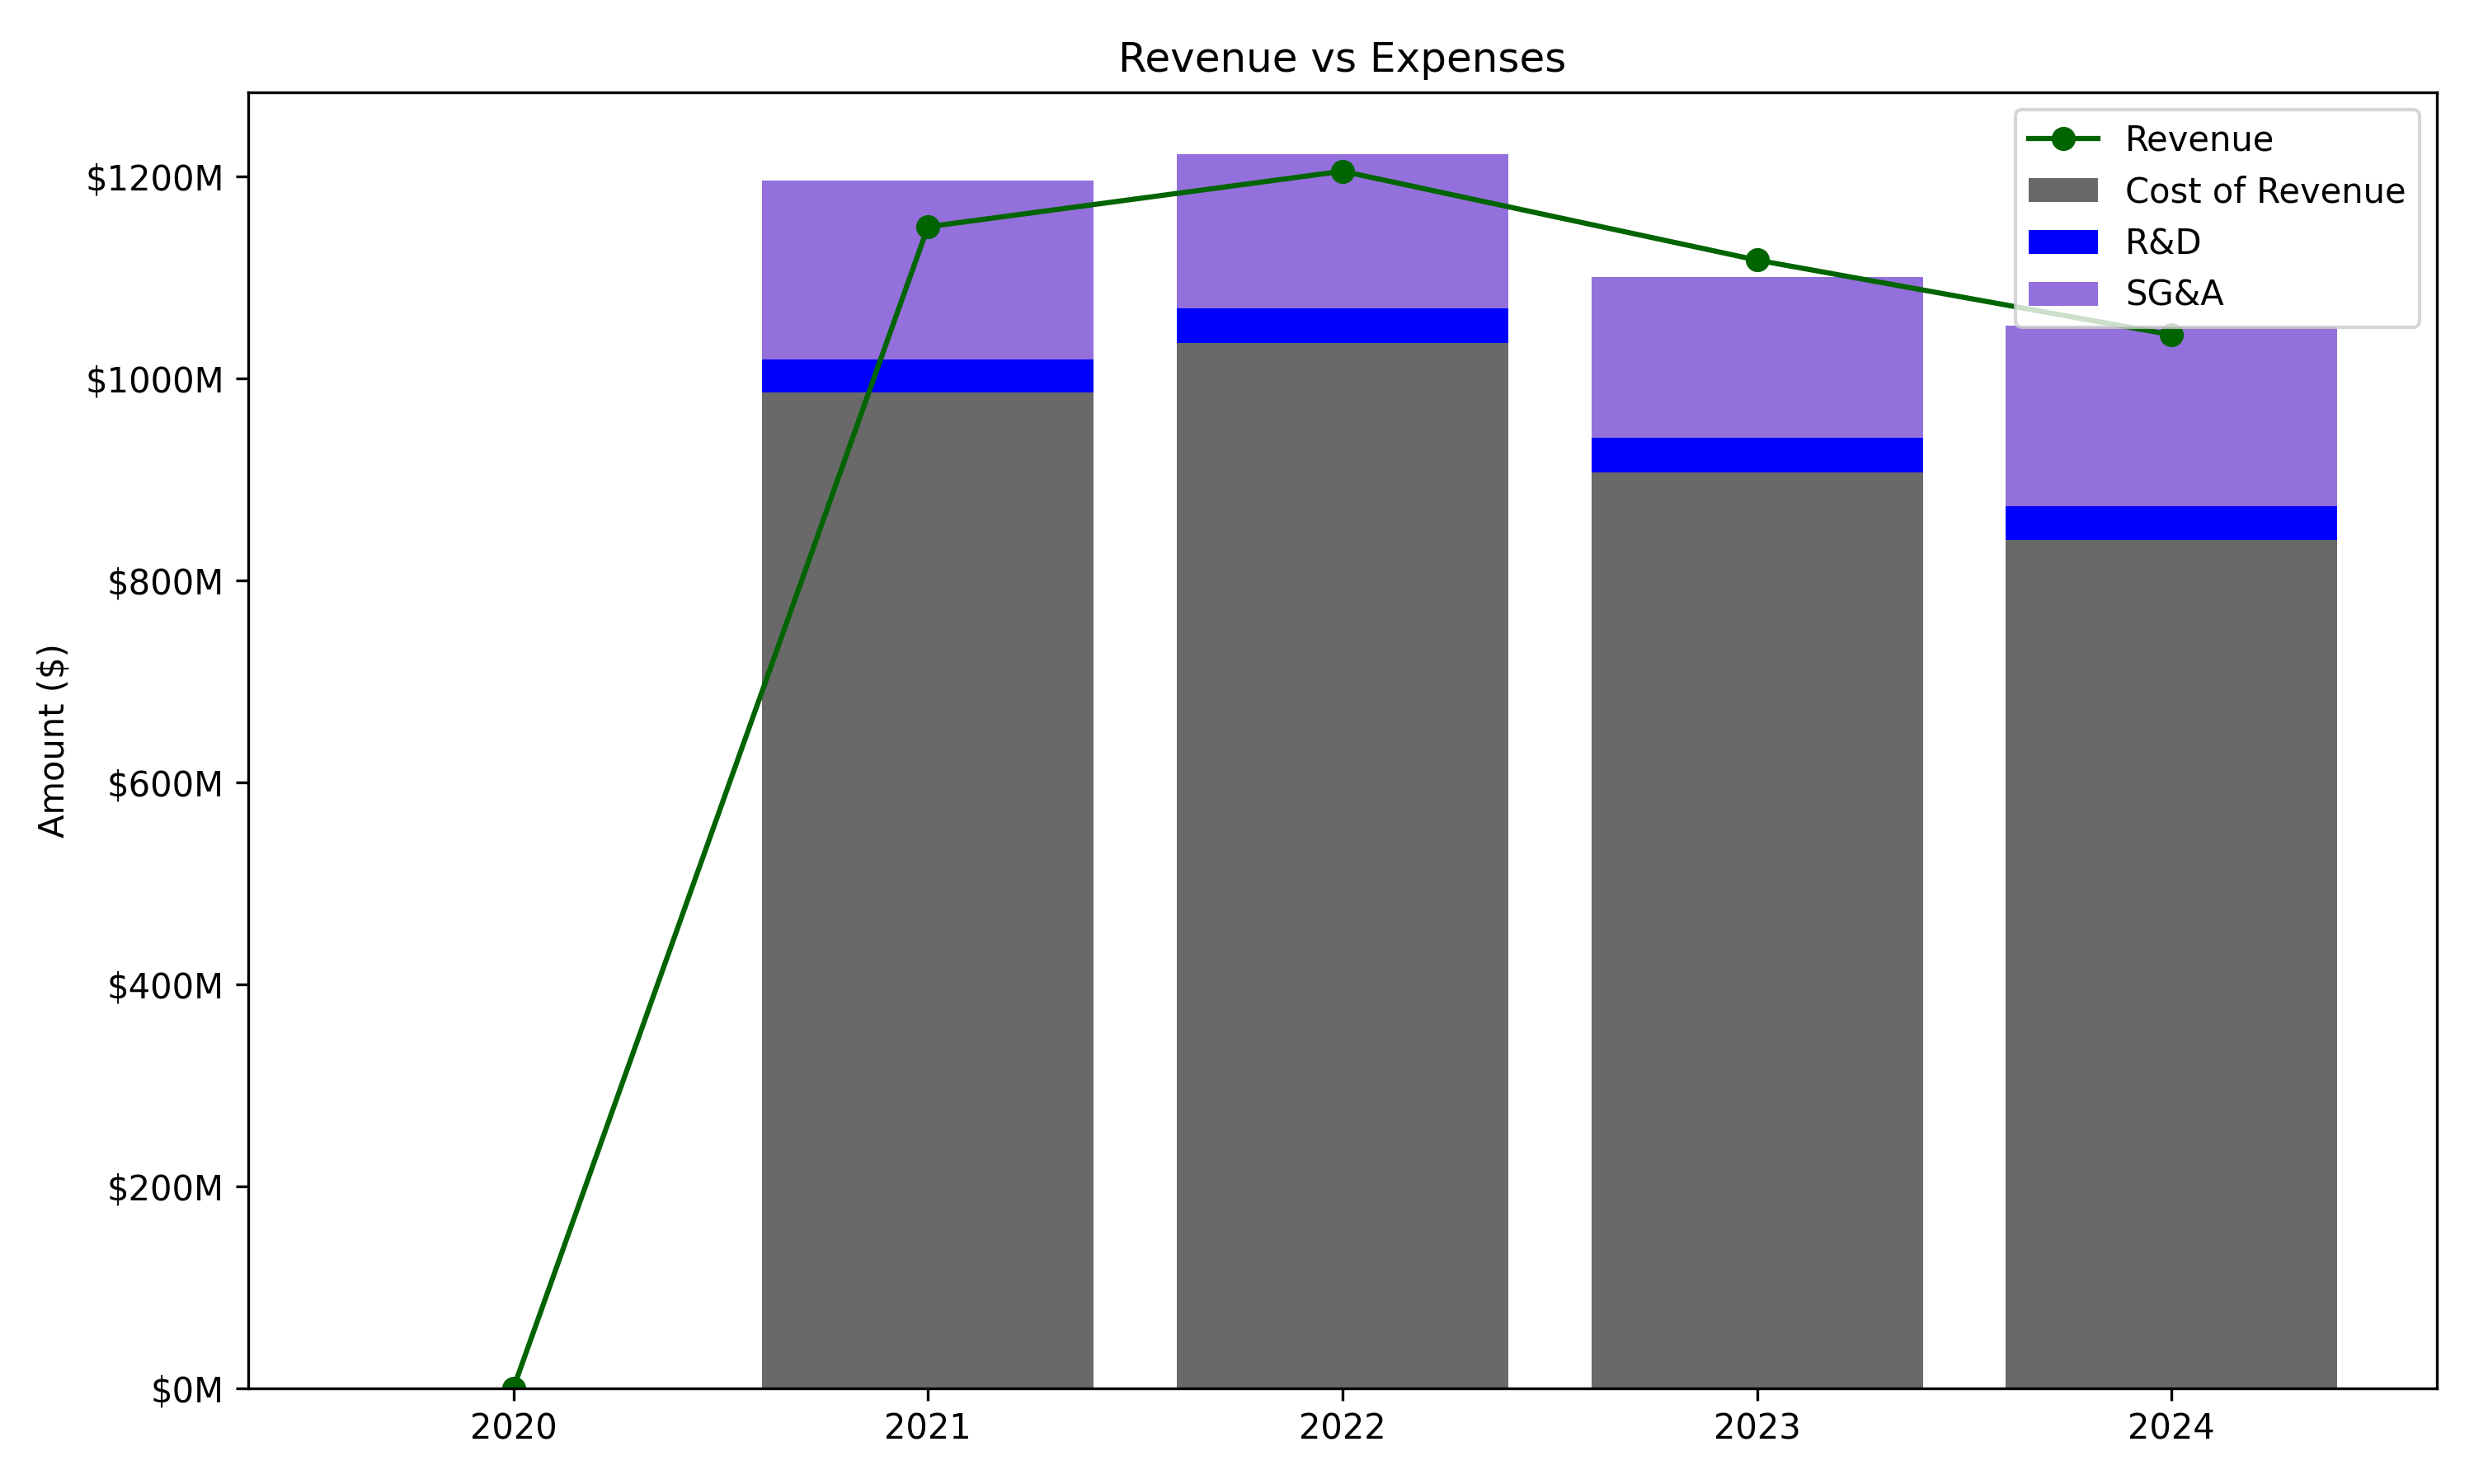 Revenue vs Expenses
Revenue
Cost of Revenue
R&D
SG&A
Amount ($)
$1200M
$1000M
$800M
$600M
$400M
$200M
$0M
2020
2021
2022
2023
2024